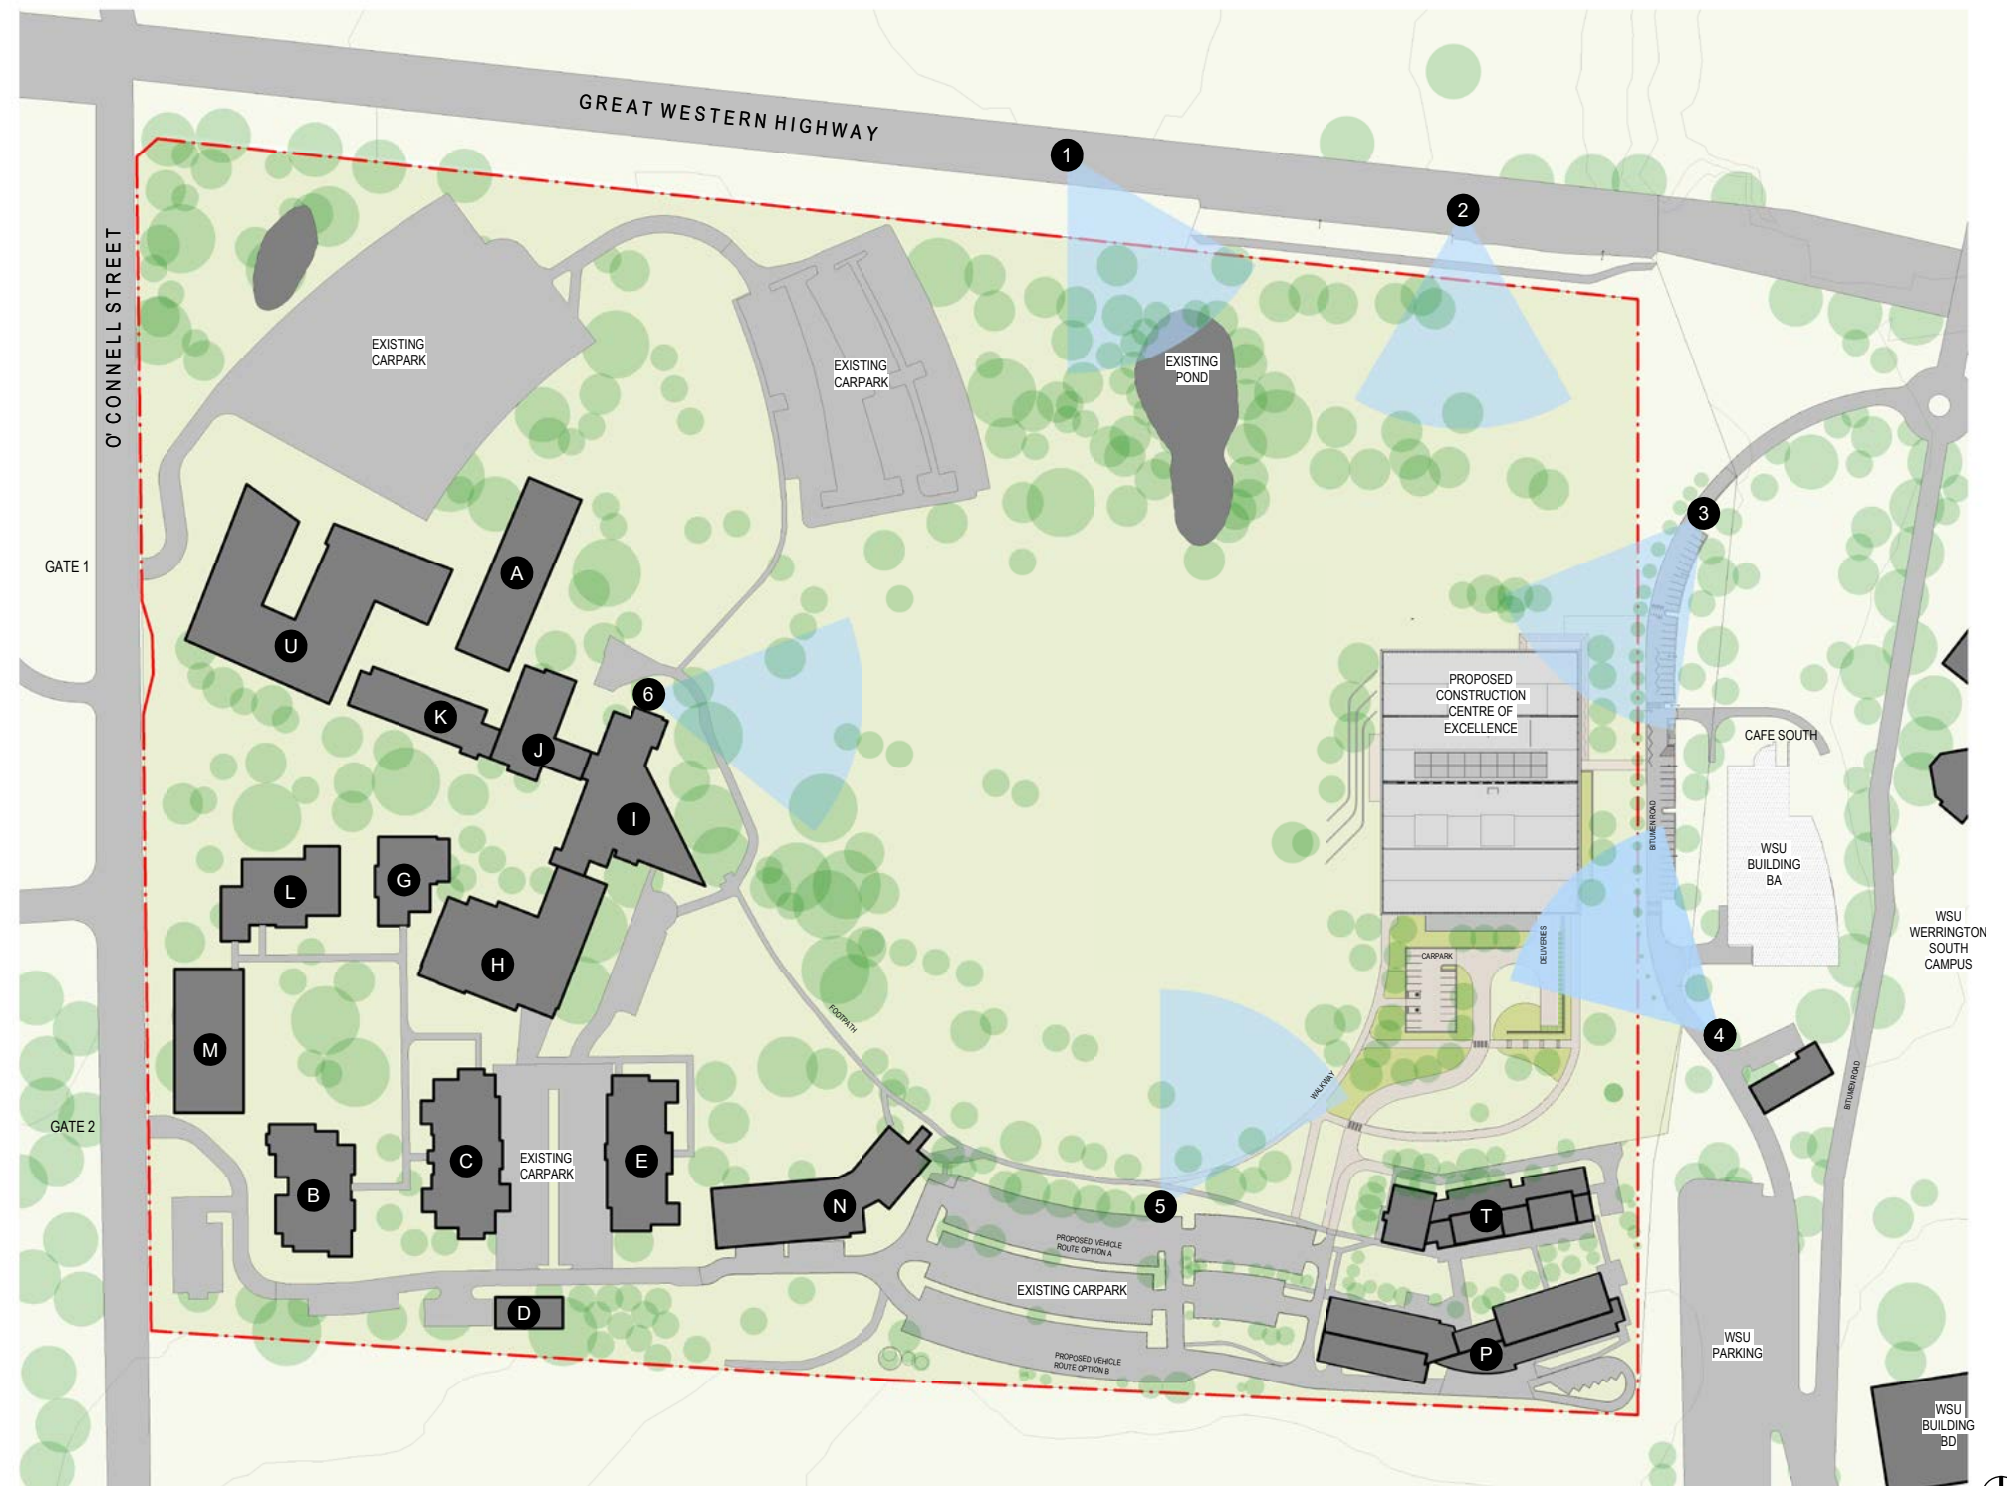 GREAT WESTERN HIGHWAY
1
2
O'CONNELL STREET
EXISTING
CARPARK
EXISTING
CARPARK
EXISTING
POND
3
GATE 1
A
U
6
K
J
I
PROPOSED
CONSTRUCTION
CENTRE OF
EXCELLENCE
CAFE SOUTH
BITUMEN ROAD
WSU
BUILDING
BA
L
G
H
WSU
WERRINGTON
SOUTH
CAMPUS
CARPARK
DELIVERIES
FOOTPATH
M
4
GATE 2
WALKWAY
BITUMEN ROAD
B
C
EXISTING
CARPARK
E
N
5
T
PROPOSED VEHICLE
ROUTE OPTION A
EXISTING CARPARK
D
PROPOSED VEHICLE
ROUTE OPTION B
P
WSU
PARKING
WSU
BUILDING
BD